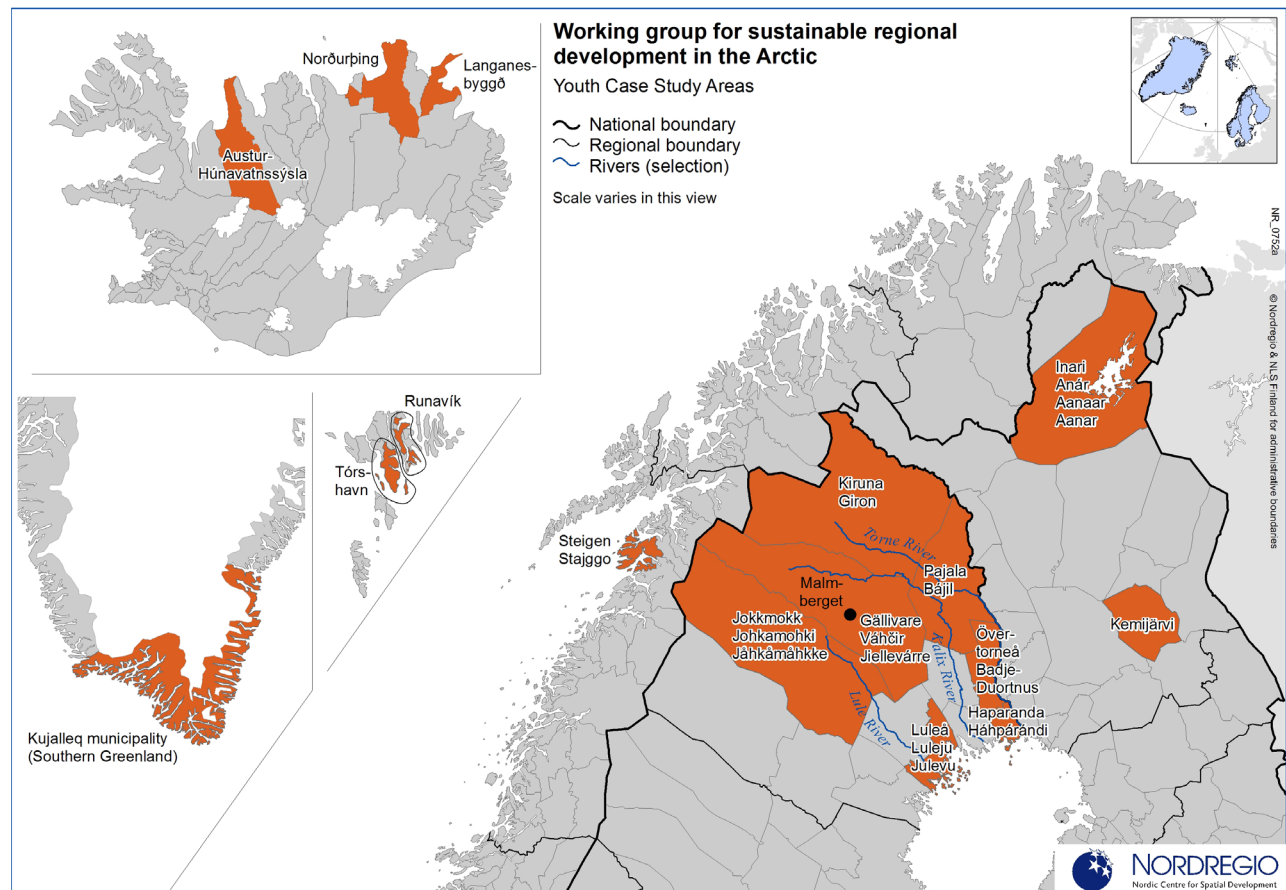 Working group for sustainable regional
development in the Arctic
Youth Case Study Areas
National boundary
Regional boundary
Rivers (selection)
Scale varies in this view
Norðurþing
Langanes-
byggð
Austur-
Húnavatnssýsla
Runavík
Tórs-
havn
Kujalleq municipality
(Southern Greenland)
Inari
Anár
Aanaar
Aanar
Kiruna
Giron
Torne River
Steigen
Stajggo
Pajala
Bájil
Malm-
berget
Jokkmokk
Johkamohki
Jåhkåmåhkke
Gällivare
Váhčir
Jiellevárre
Kalix River
Över-
torneå
Badje-
Duortnus
Kemijärvi
Lule River
Haparanda
Háhpárándi
Luleå
Luleju
Julevu
NR_0752a
© Nordregio & NLS Finland for administrative boundaries
NORDREGIO
Nordic Centre for Spatial Development